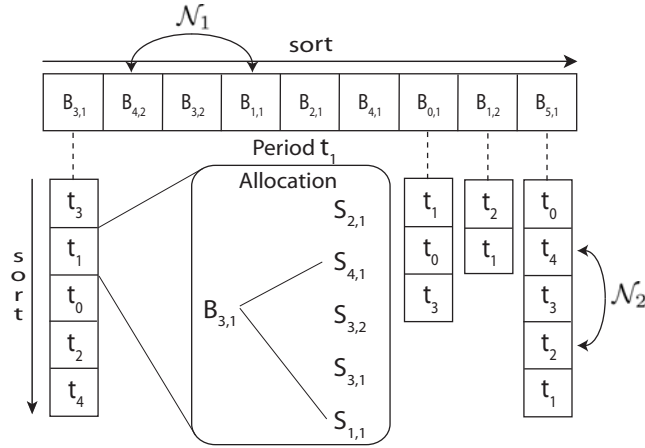 𝒩₁
sort
B₃,₁ B₄,₂ B₃,₂ B₁,₁ B₂,₁ B₄,₁ B₀,₁ B₁,₂ B₅,₁
Period t₁
Allocation
sort
t₃
t₁
t₀
t₂
t₄
B₃,₁
S₂,₁
S₄,₁
S₃,₂
S₃,₁
S₁,₁
t₁
t₀
t₃
t₂
t₁
t₀
t₄
t₃
t₂
t₁
𝒩₂